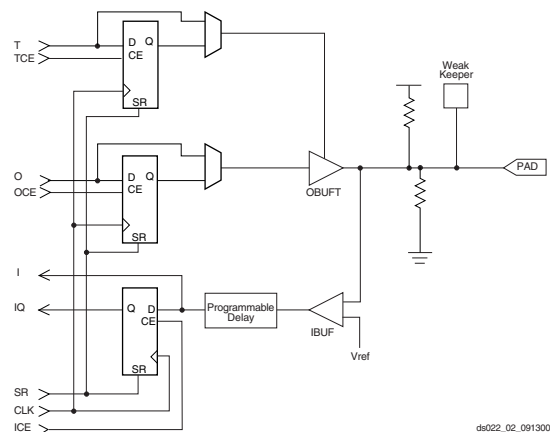 T
TCE
D Q
CE
SR
Weak
Keeper
O
OCE
D Q
CE
SR
OBUFT
PAD
I
IQ
Q D
CE
SR
Programmable
Delay
IBUF
Vref
SR
CLK
ICE
ds022_02_091300